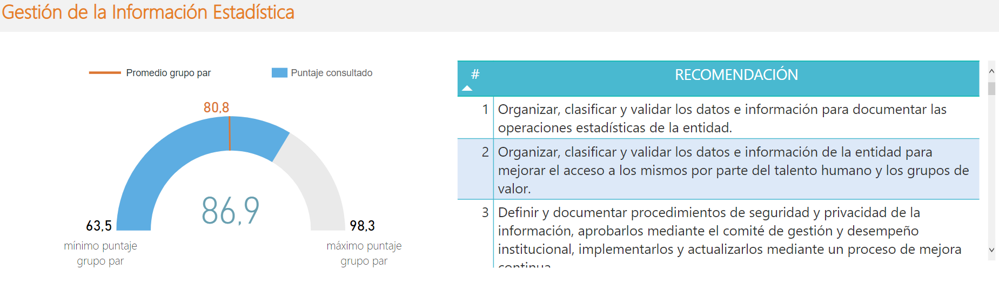 Gestión de la Información Estadística
Promedio grupo par
Puntaje consultado
80,8
86,9
63,5
mínimo puntaje
grupo par
98,3
máximo puntaje
grupo par
# RECOMENDACIÓN
1 Organizar, clasificar y validar los datos e información para documentar las
operaciones estadísticas de la entidad.
2 Organizar, clasificar y validar los datos e información de la entidad para
mejorar el acceso a los mismos por parte del talento humano y los grupos de
valor.
3 Definir y documentar procedimientos de seguridad y privacidad de la
información, aprobarlos mediante el comité de gestión y desempeño
institucional, implementarlos y actualizarlos mediante un proceso de mejora
continua